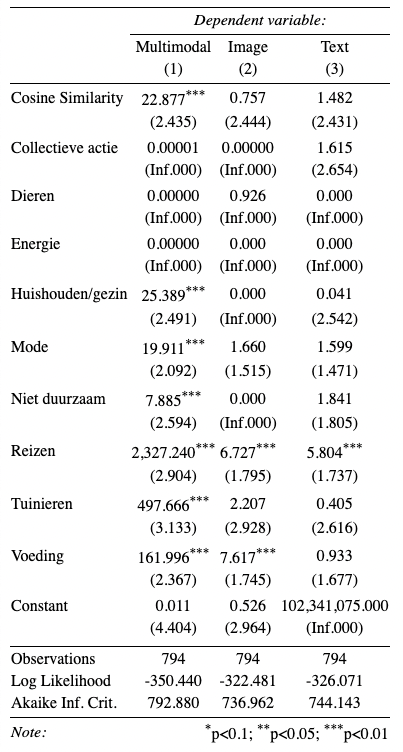 Dependent variable:
Multimodal Image Text
(1) (2) (3)
Cosine Similarity 22.877*** 0.757 1.482
(2.435) (2.444) (2.431)
Collectieve actie 0.00001 0.00000 1.615
(Inf.000) (Inf.000) (2.654)
Dieren 0.00000 0.926 0.000
(Inf.000) (Inf.000) (Inf.000)
Energie 0.00000 0.000 0.000
(Inf.000) (Inf.000) (Inf.000)
Huishouden/gezin 25.389*** 0.000 0.041
(2.491) (Inf.000) (2.542)
Mode 19.911*** 1.660 1.599
(2.092) (1.515) (1.471)
Niet duurzaam 7.885*** 0.000 1.841
(2.594) (Inf.000) (1.805)
Reizen 2,327.240*** 6.727*** 5.804***
(2.904) (1.795) (1.737)
Tuinieren 497.666*** 2.207 0.405
(3.133) (2.928) (2.616)
Voeding 161.996*** 7.617*** 0.933
(2.367) (1.745) (1.677)
Constant 0.011 0.526 102,341,075.000
(4.404) (2.964) (Inf.000)
Observations 794 794 794
Log Likelihood -350.440 -322.481 -326.071
Akaike Inf. Crit. 792.880 736.962 744.143
Note: *p<0.1; **p<0.05; ***p<0.01